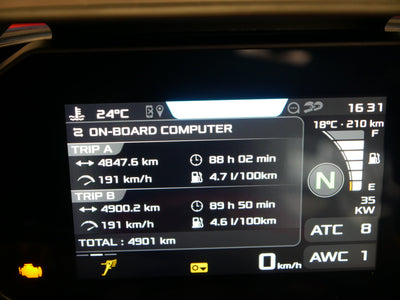 24°C
16:31
2 ON-BOARD COMPUTER
18°C · 210 km
TRIP A
F
4847.6 km 88 h 02 min
191 km/h 4.7 l/100km
N
E
TRIP B
35
KW
4900.2 km 89 h 50 min
191 km/h 4.6 l/100km
ATC 8
TOTAL : 4901 km
0 km/h
AWC 1